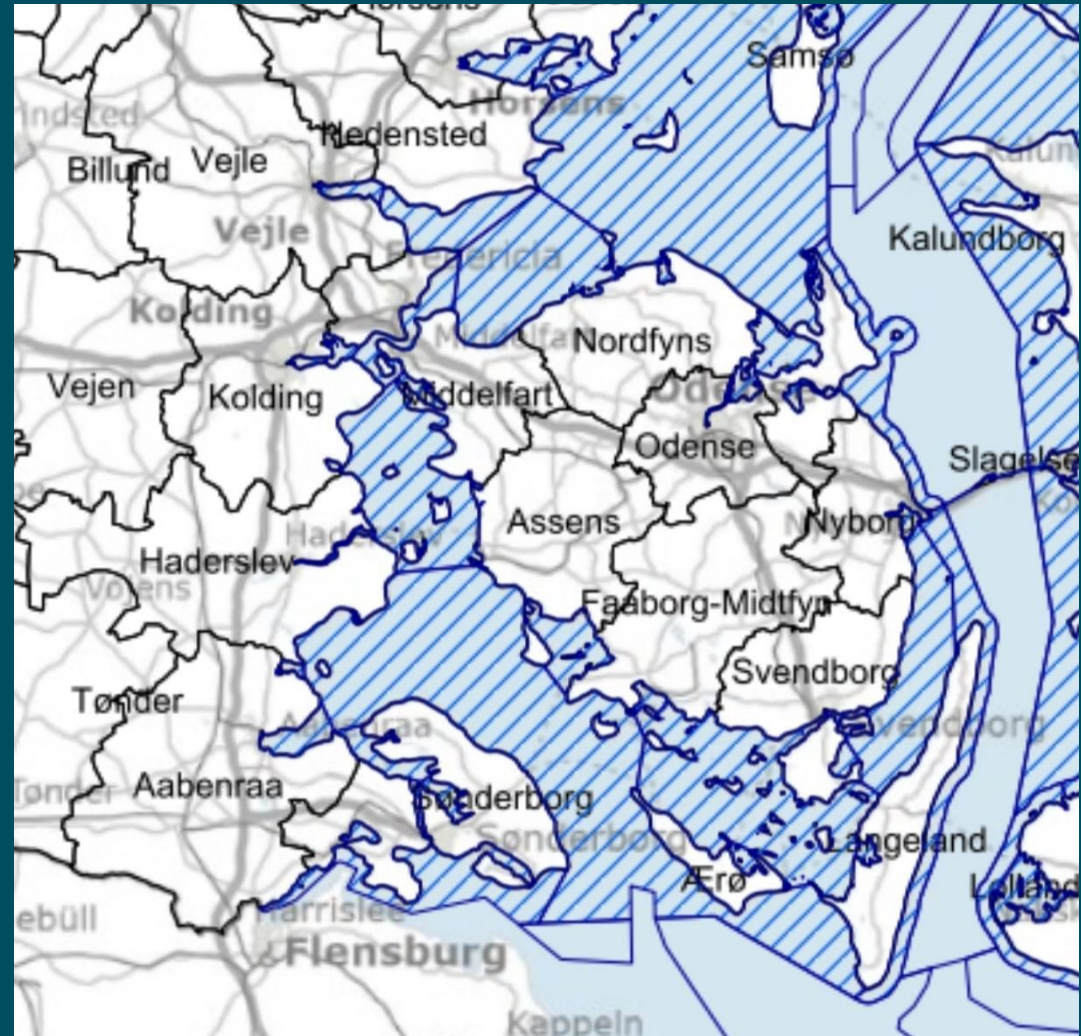 Samsø
Horsens
Hedensted
Billund
Vejle
Vejle
Kalundborg
Fredericia
Kolding
Nordfyns
Vejen
Kolding
Middelfart
Odense
Slagelse
Assens
Nyborg
Haderslev
Haderslev
Vojens
Faaborg-Midtfyn
Svendborg
Tønder
Aabenraa
Svendborg
Tønder
Aabenraa
Sønderborg
Sønderborg
Langeland
Ærø
Lolland
ebüll
Harrislee
Flensburg
Kappeln